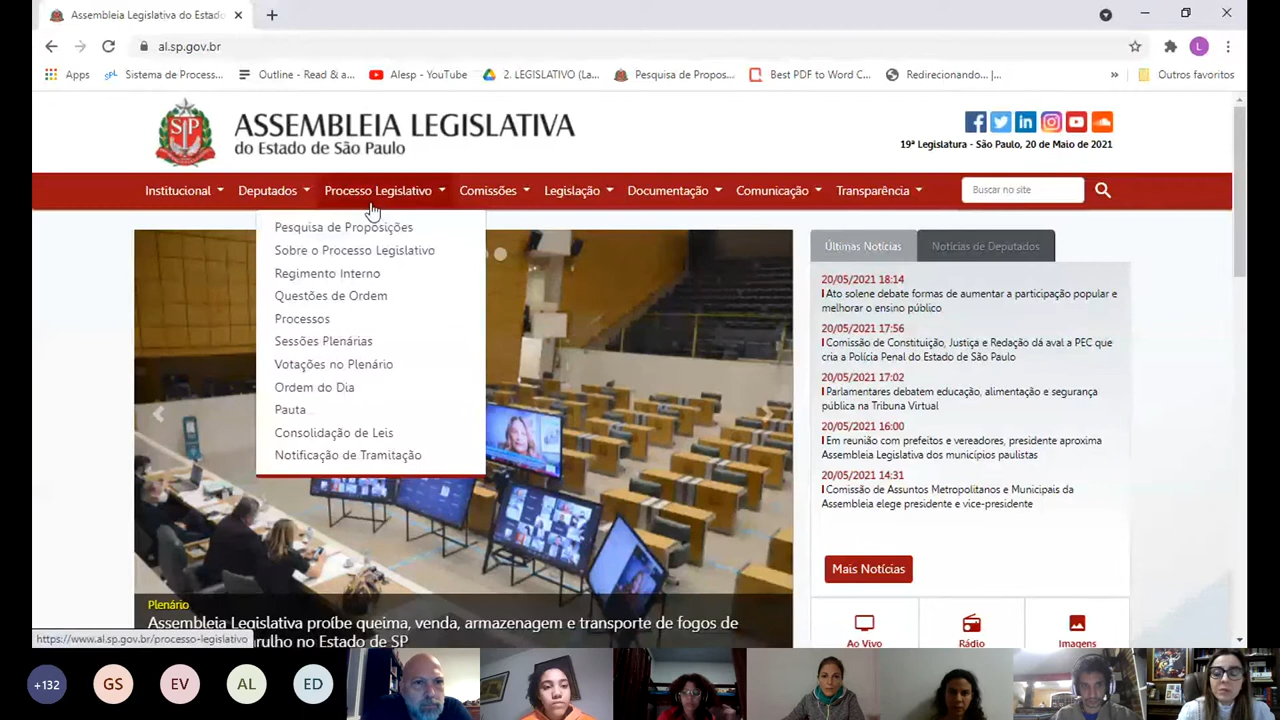 Assembleia Legislativa do Estado
al.sp.gov.br
L
Apps
Sistema de Process...
Outline - Read & a...
Alesp - YouTube
2. LEGISLATIVO (La...
Pesquisa de Propos...
Best PDF to Word C...
Redirecionando... |...
»
Outros favoritos
SP
ASSEMBLEIA LEGISLATIVA
do Estado de São Paulo
19ª Legislatura - São Paulo, 20 de Maio de 2021
Institucional
Deputados
Processo Legislativo
Comissões
Legislação
Documentação
Comunicação
Transparência
Buscar no site
Pesquisa de Proposições
Sobre o Processo Legislativo
Regimento Interno
Questões de Ordem
Processos
Sessões Plenárias
Votações no Plenário
Ordem do Dia
Pauta
Consolidação de Leis
Notificação de Tramitação
Plenário
Assembleia Legislativa proíbe queima, venda, armazenagem e transporte de fogos de
arulho no Estado de SP
Últimas Notícias
Notícias de Deputados
20/05/2021 18:14
Ato solene debate formas de aumentar a participação popular e
melhorar o ensino público
20/05/2021 17:56
Comissão de Constituição, Justiça e Redação dá aval a PEC que
cria a Polícia Penal do Estado de São Paulo
20/05/2021 17:02
Parlamentares debatem educação, alimentação e segurança
pública na Tribuna Virtual
20/05/2021 16:00
Em reunião com prefeitos e vereadores, presidente aproxima
Assembleia Legislativa dos municípios paulistas
20/05/2021 14:31
Comissão de Assuntos Metropolitanos e Municipais da
Assembleia elege presidente e vice-presidente
Mais Notícias
Ao Vivo
Rádio
Imagens
https://www.al.sp.gov.br/processo-legislativo
+132
GS
EV
AL
ED